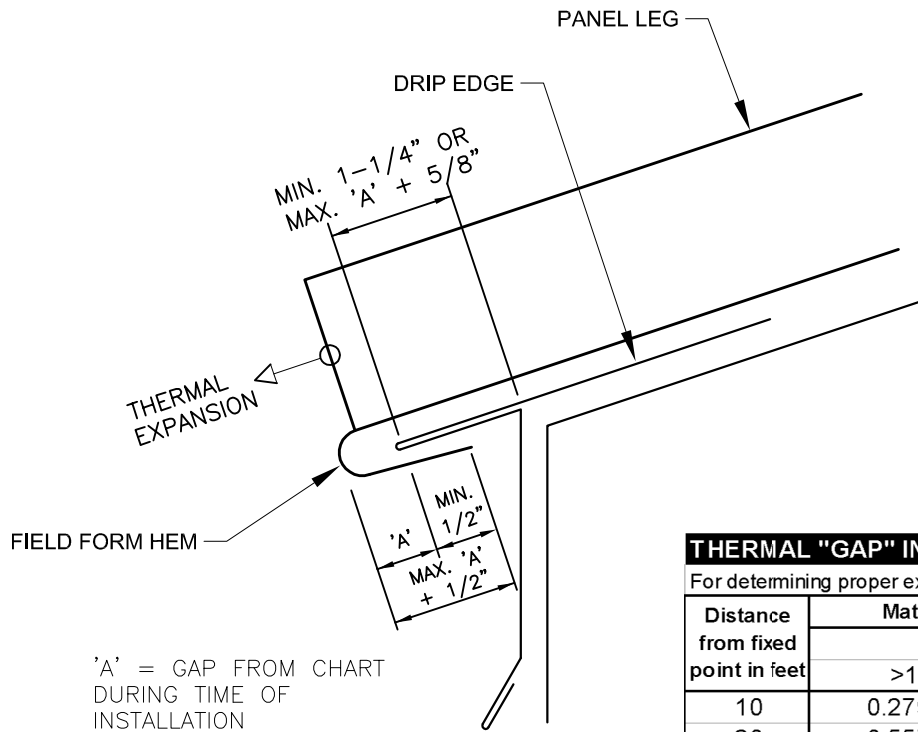 PANEL LEG
DRIP EDGE
MIN. 1-1/4" OR
MAX. 'A' + 5/8"
THERMAL
EXPANSION
FIELD FORM HEM
'A'
MIN.
1/2"
MAX. 'A'
+ 1/2"
'A' = GAP FROM CHART
DURING TIME OF
INSTALLATION
THERMAL "GAP" IN
For determining proper
Distance
from fixed
point in feet
>1
10
0.27